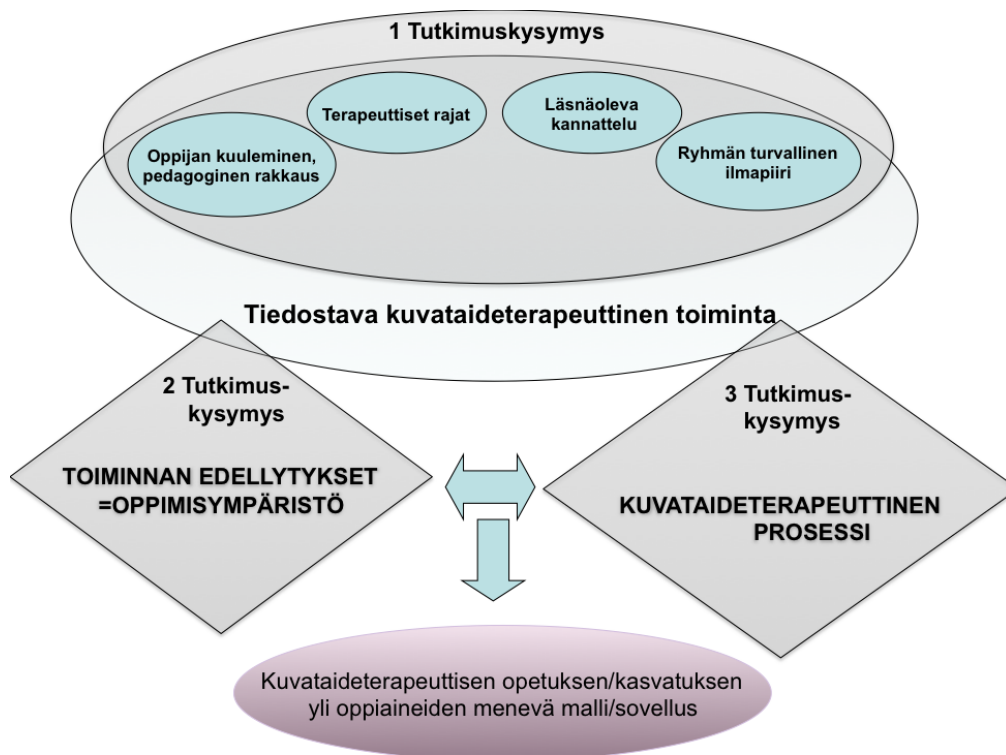 1 Tutkimuskysymys
Terapeuttiset rajat
Läsnäoleva
kannattelu
Oppijan kuuleminen,
pedagoginen rakkaus
Ryhmän turvallinen
ilmapiiri
Tiedostava kuvataideterapeuttinen toiminta
2 Tutkimus-
kysymys
TOIMINNAN EDELLYTYKSET
=OPPIMISYMPÄRISTÖ
3 Tutkimus-
kysymys
KUVATAIDETERAPEUTTINEN
PROSESSI
Kuvataideterapeuttisen opetuksen/kasvatuksen
yli oppiaineiden menevä malli/sovellus